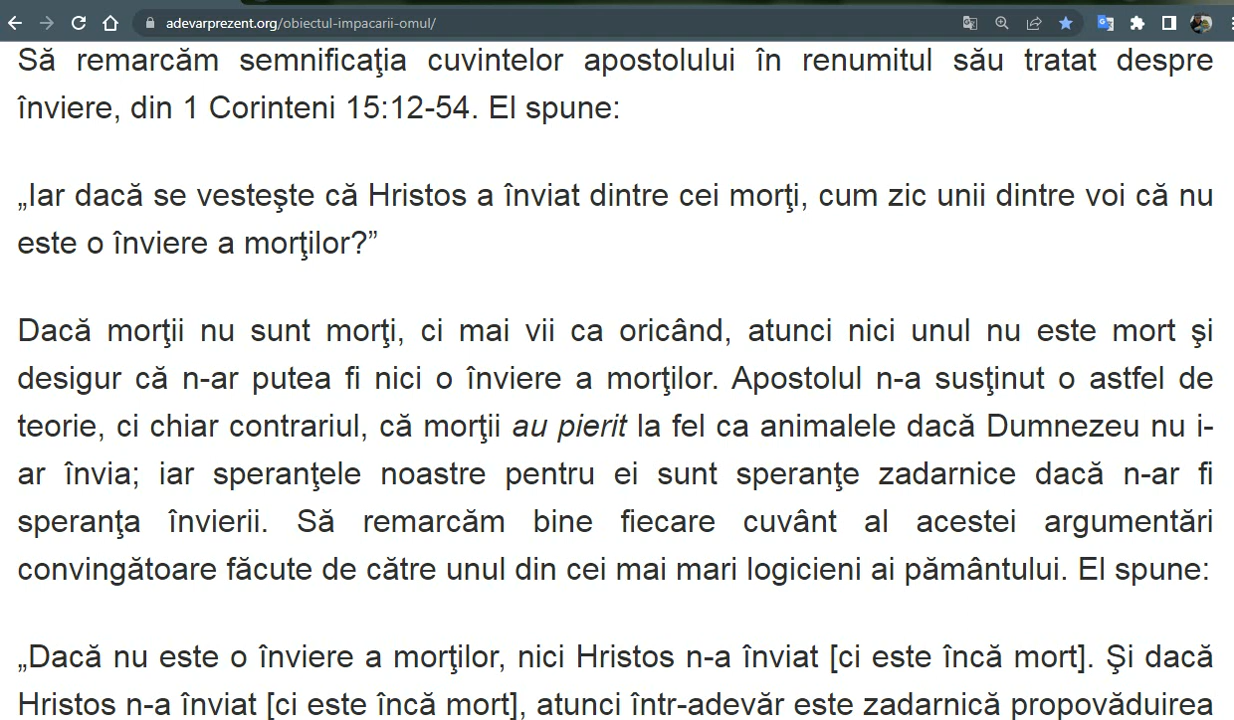 adevarprezent.org/obiectul-impacarii-omul/
Să remarcăm semnificaţia cuvintelor apostolului în renumitul său tratat despre
înviere, din 1 Corinteni 15:12-54. El spune:
„Iar dacă se vesteşte că Hristos a înviat dintre cei morţi, cum zic unii dintre voi că nu
este o înviere a morţilor?”
Dacă morţii nu sunt morţi, ci mai vii ca oricând, atunci nici unul nu este mort şi
desigur că n-ar putea fi nici o înviere a morţilor. Apostolul n-a susţinut o astfel de
teorie, ci chiar contrariul, că morţii au pierit la fel ca animalele dacă Dumnezeu nu i-
ar învia; iar speranţele noastre pentru ei sunt speranţe zadarnice dacă n-ar fi
speranţa învierii. Să remarcăm bine fiecare cuvânt al acestei argumentări
convingătoare făcute de către unul din cei mai mari logicieni ai pământului. El spune:
„Dacă nu este o înviere a morţilor, nici Hristos n-a înviat [ci este încă mort]. Şi dacă
Hristos n-a înviat [ci este încă mort], atunci într-adevăr este zadarnică propovăduirea